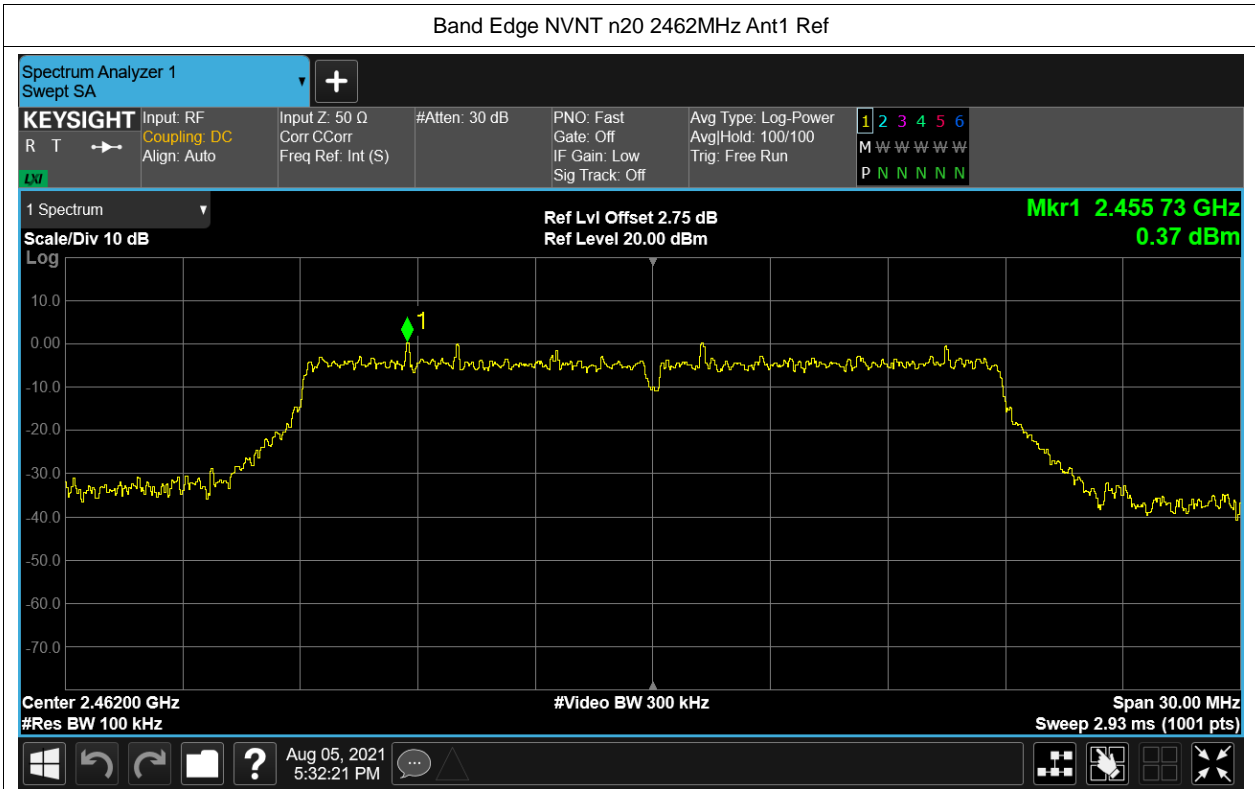 Band Edge NVNT n20 2462MHz Ant1 Ref
Spectrum Analyzer 1
Swept SA
KEYSIGHT
R T
LXI
Input: RF
Coupling: DC
Align: Auto
Input Z: 50 Ω
Corr CCorr
Freq Ref: Int (S)
#Atten: 30 dB
PNO: Fast
Gate: Off
IF Gain: Low
Sig Track: Off
Avg Type: Log-Power
Avg|Hold: 100/100
Trig: Free Run
1 2 3 4 5 6
M W W W W W W
P N N N N N
1 Spectrum
Scale/Div 10 dB
Ref Lvl Offset 2.75 dB
Ref Level 20.00 dBm
Mkr1 2.455 73 GHz
0.37 dBm
Log
10.0
0.00
-10.0
-20.0
-30.0
-40.0
-50.0
-60.0
-70.0
1
Center 2.46200 GHz
#Res BW 100 kHz
#Video BW 300 kHz
Span 30.00 MHz
Sweep 2.93 ms (1001 pts)
?
Aug 05, 2021
5:32:21 PM